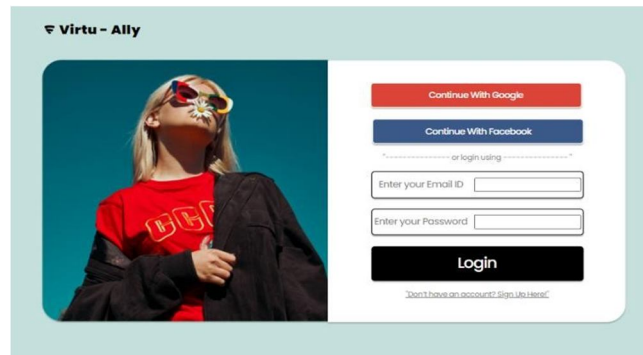 Virtu - Ally
Continue With Google
Continue With Facebook
"----------------- or login using -----------------"
Enter your Email ID
Enter your Password
Login
"Don't have an account? Sign Up Here!"